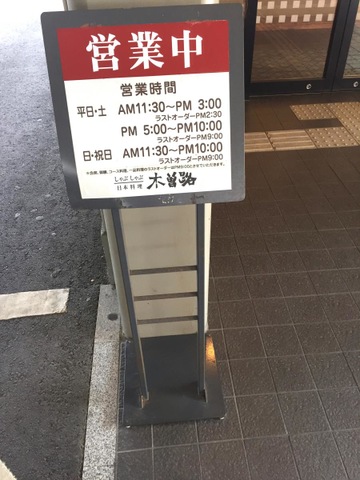 営業中
営業時間
平日・土 AM11:30〜PM 3:00
ラストオーダーPM2:30
PM 5:00〜PM10:00
ラストオーダーPM9:00
日・祝日 AM11:30〜PM10:00
ラストオーダーPM9:00
しゃぶしゃぶ
日本料理
木曽路